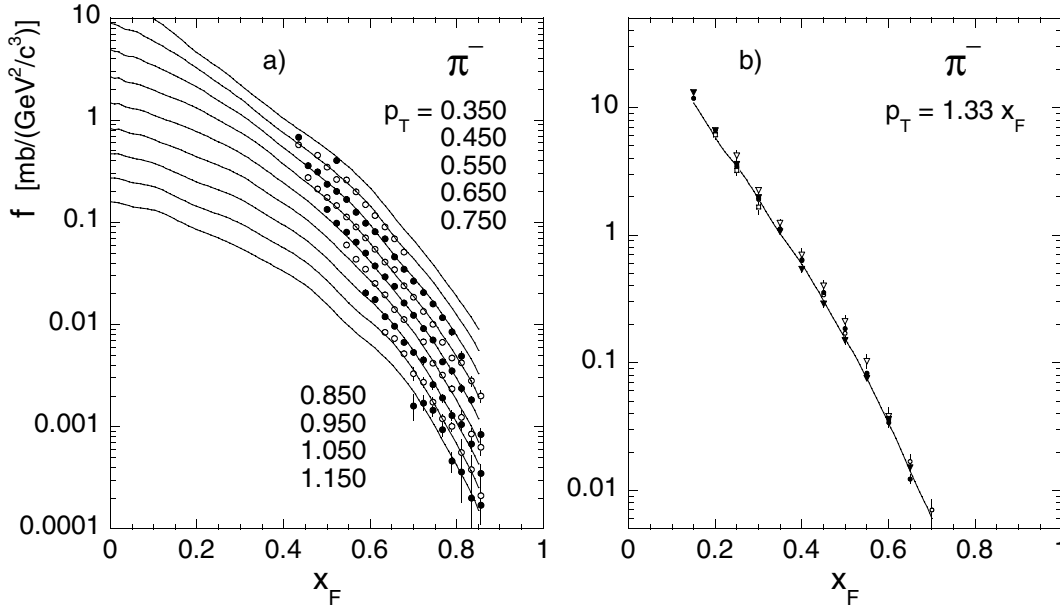 f [mb/(GeV²/c³)]
10
1
0.1
0.01
0.001
0.0001
a)
π⁻
p_T = 0.350
0.450
0.550
0.650
0.750
0.850
0.950
1.050
1.150
0 0.2 0.4 0.6 0.8 1
x_F
b)
π⁻
p_T = 1.33 x_F
10
1
0.1
0.01
0 0.2 0.4 0.6 0.8 1
x_F